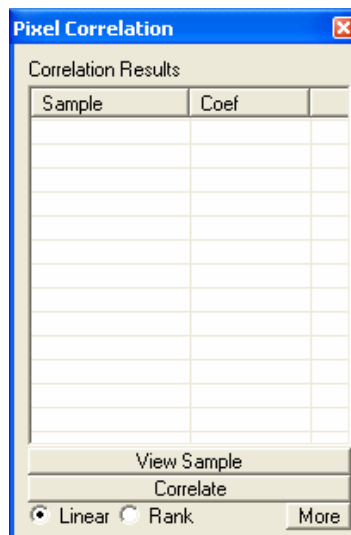 Pixel Correlation
Correlation Results
Sample Coef
View Sample
Correlate
Linear Rank More